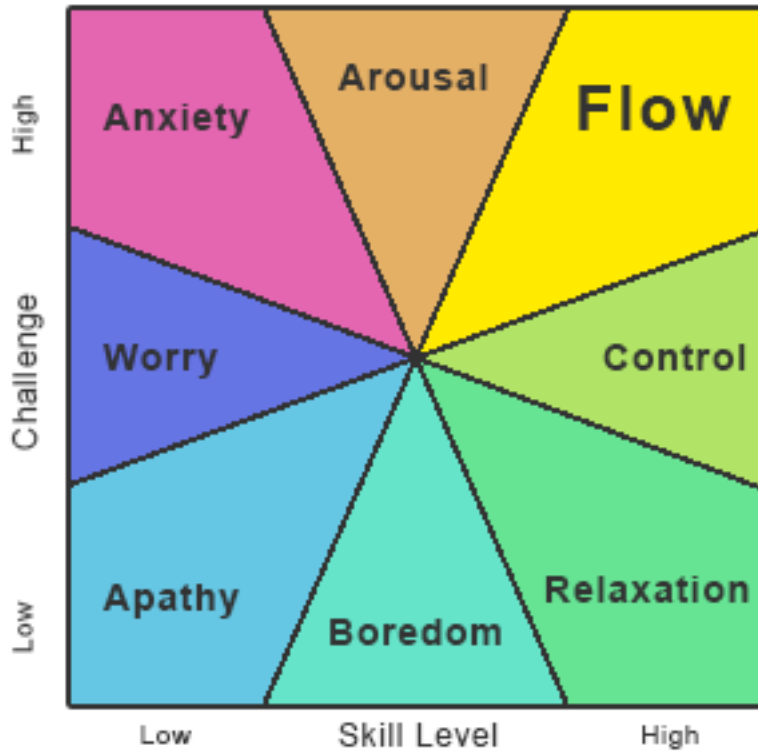 High
Challenge
Low
Anxiety
Arousal
Flow
Worry
Control
Apathy
Boredom
Relaxation
Low
Skill Level
High